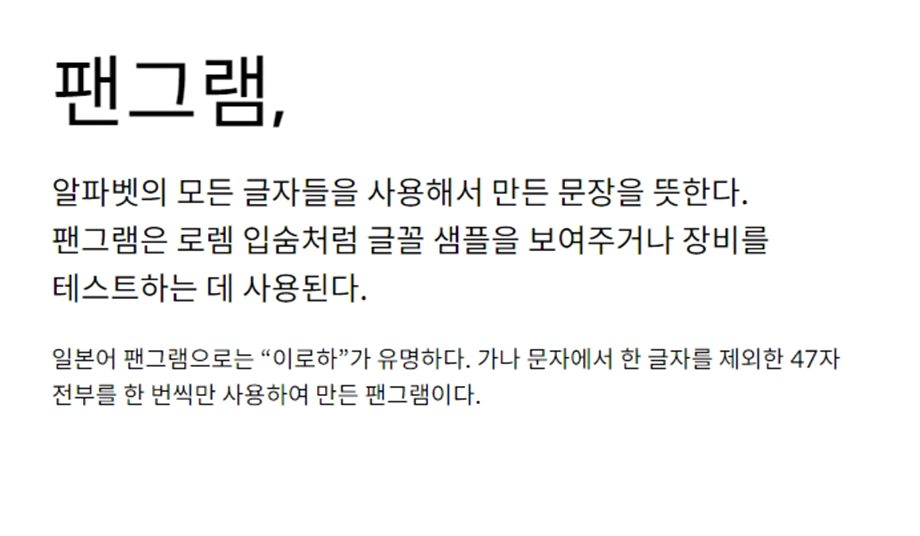 팬그램,
알파벳의 모든 글자들을 사용해서 만든 문장을 뜻한다.
팬그램은 로렘 입숨처럼 글꼴 샘플을 보여주거나 장비를
테스트하는 데 사용된다.
일본어 팬그램으로는 “이로하”가 유명하다. 가나 문자에서 한 글자를 제외한 47자
전부를 한 번씩만 사용하여 만든 팬그램이다.